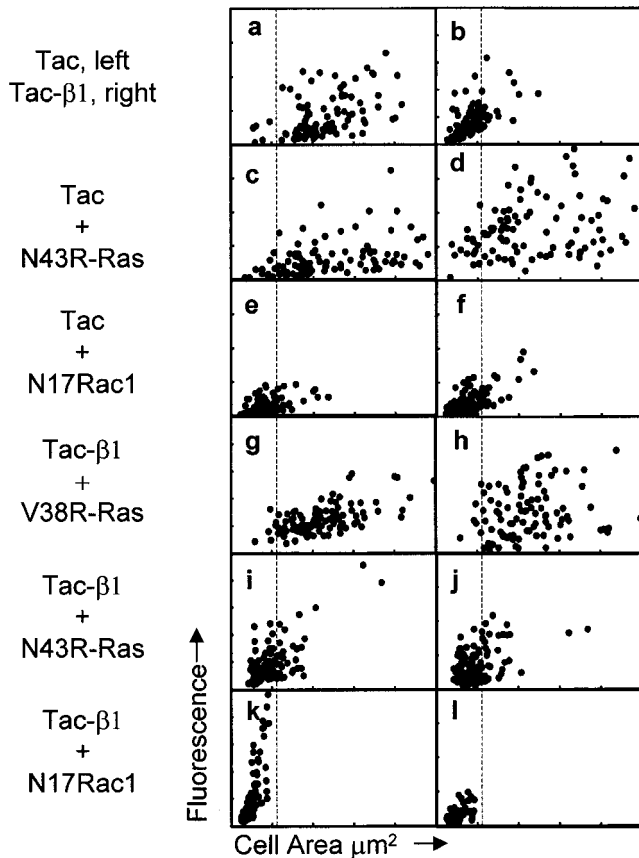 Tac, left
Tac-β1, right
a
b
Tac
+
N43R-Ras
c
d
Tac
+
N17Rac1
e
f
Tac-β1
+
V38R-Ras
g
h
Tac-β1
+
N43R-Ras
i
j
Tac-β1
+
N17Rac1
k
l
Fluorescence→
Cell Area μm² →